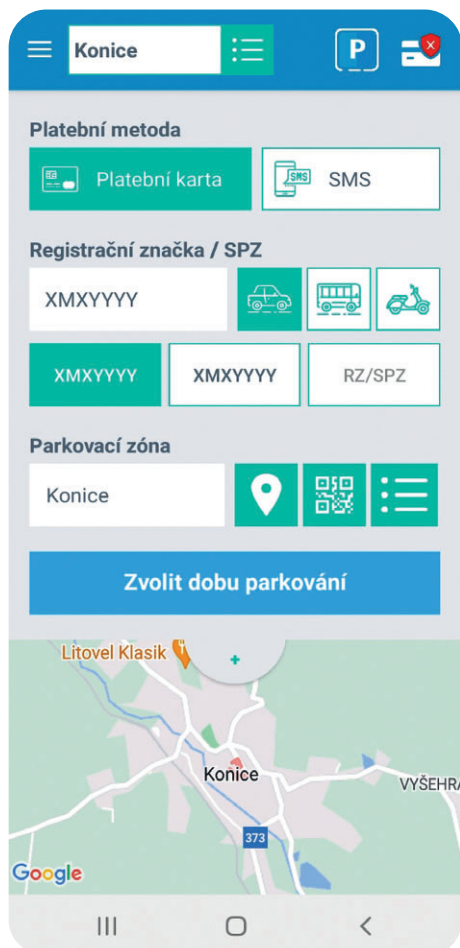 Konice
P
Platební metoda
Platební karta
SMS
SMS
Registrační značka / SPZ
XMXYYYY
XMXYYYY
XMXYYYY
RZ/SPZ
Parkovací zóna
Konice
Zvolit dobu parkování
Litovel Klasik
+
Konice
VYŠEHRA
373
Google